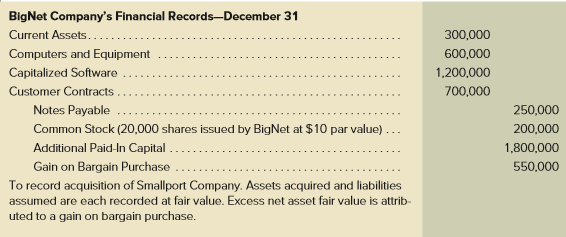 BigNet Company's Financial Records—December 31
Current Assets.......................................................... 300,000
Computers and Equipment .......................................... 600,000
Capitalized Software ................................................ 1,200,000
Customer Contracts .................................................. 700,000
Notes Payable ...................................................... 250,000
Common Stock (20,000 shares issued by BigNet at $10 par value) ... 200,000
Additional Paid-In Capital ........................................ 1,800,000
Gain on Bargain Purchase ......................................... 550,000
To record acquisition of Smallport Company. Assets acquired and liabilities
assumed are each recorded at fair value. Excess net asset fair value is attrib-
uted to a gain on bargain purchase.